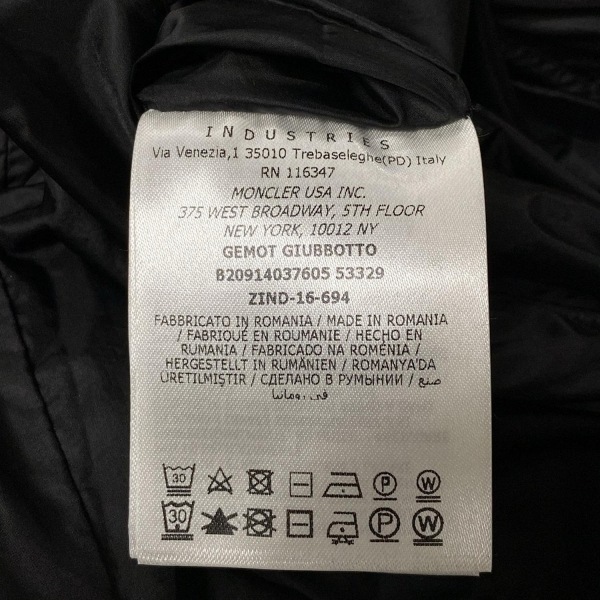 INDUSTRIES
Via Venezia,1 35010 Trebaseleghe(PD) Italy
RN 116347
MONCLER USA INC.
375 WEST BROADWAY, 5TH FLOOR
NEW YORK, 10012 NY
GEMOT GIUBBOTTO
B20914037605 53329
ZIND-16-694
FABBRICATO IN ROMANIA / MADE IN ROMANIA
/ FABRIQUÉ EN ROUMANIE / HECHO EN
RUMANIA / FABRICADO NA ROMÉNIA /
HERGESTELLT IN RUMÄNIEN / ROMANYA'DA
ÜRETILMIŞTIR / СДЕЛАНО В РУМЫНИИ / صنع
في رومانيا
30 P W
30 P W